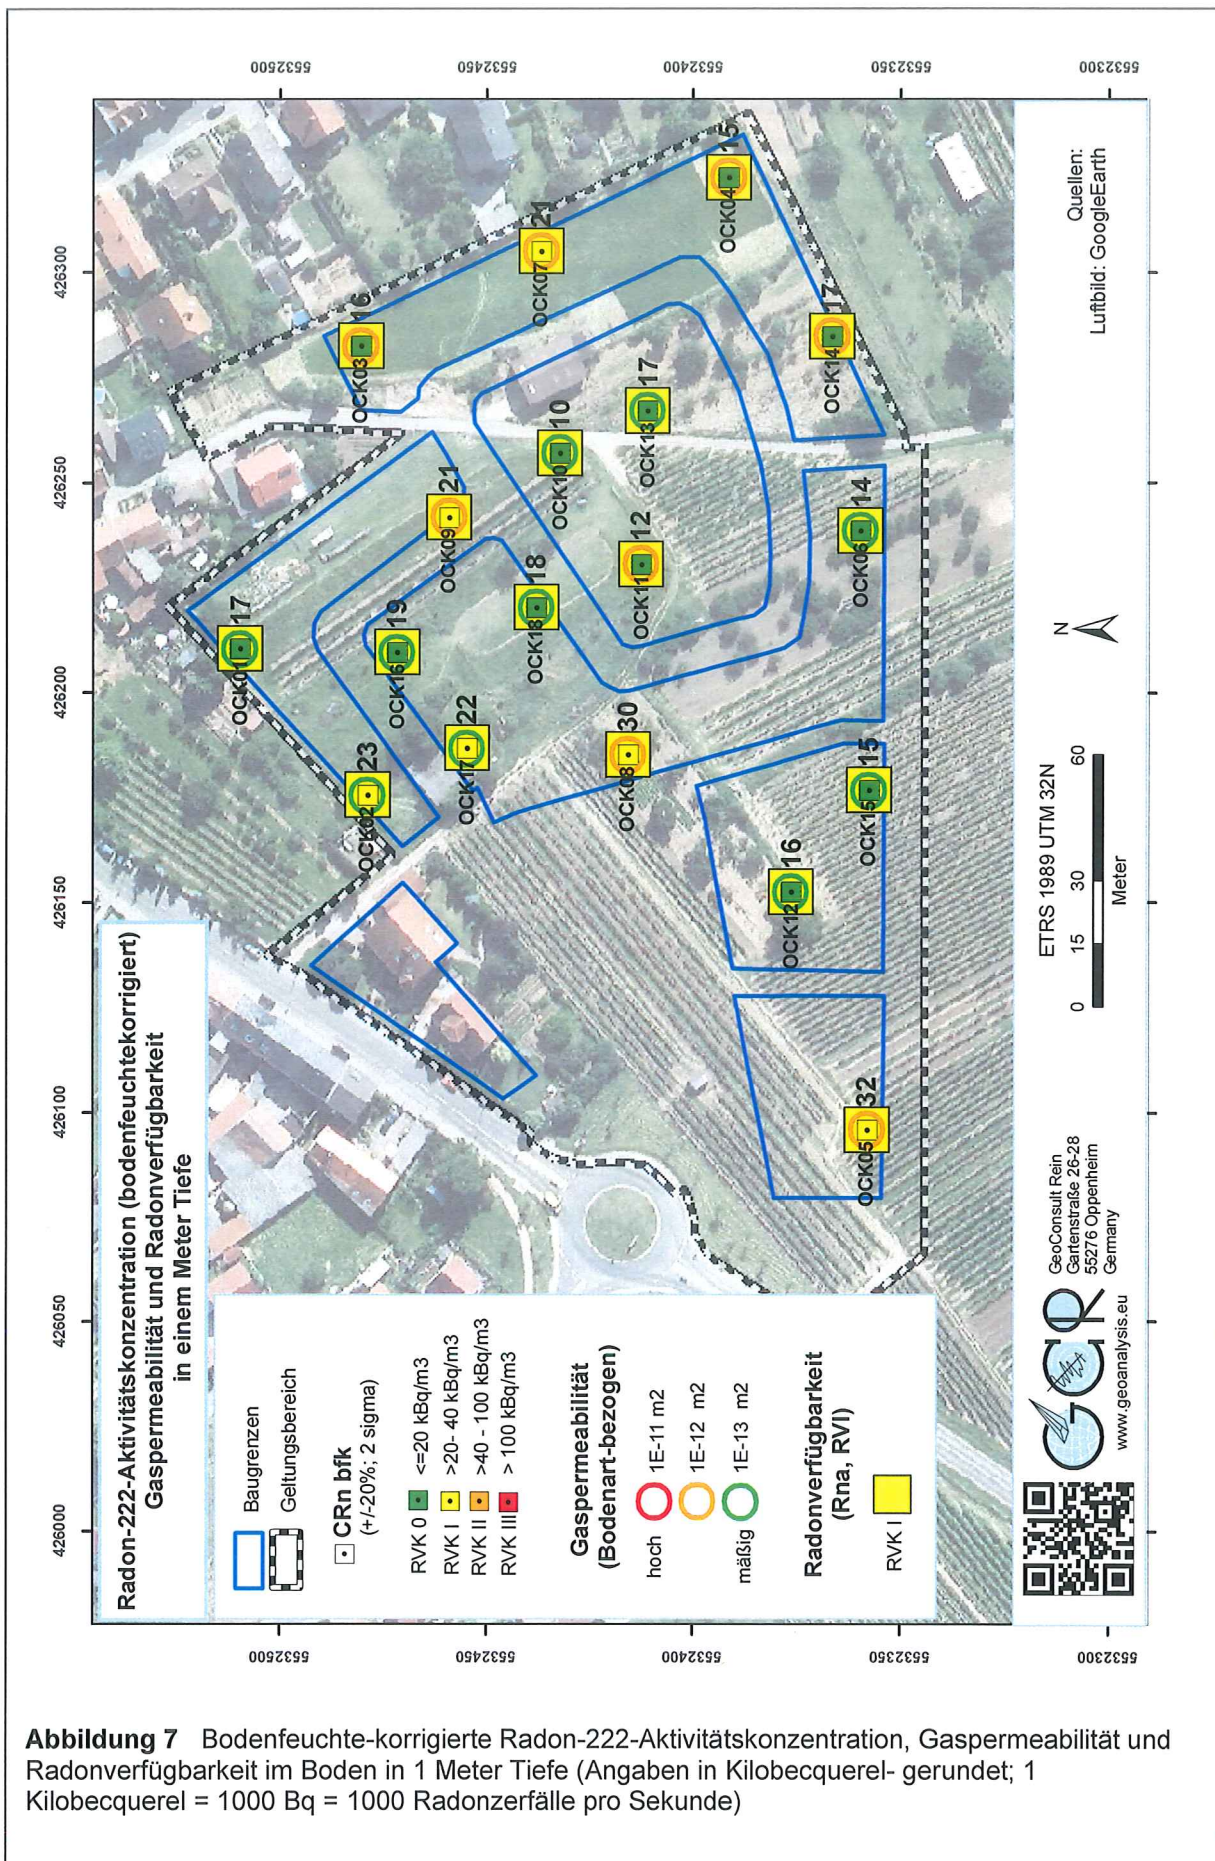 Radon-222-Aktivitätskonzentration (bodenfeuchtekorrigiert)
Gaspermeabilität und Radonverfügbarkeit
in einem Meter Tiefe
426000
426050
426100
426150
426200
426250
426300
5532500
5532450
5532400
5532350
5532300
5532500
5532450
5532400
5532350
5532300
Baugrenzen
Geltungsbereich
CRn bfk
(+/-20%; 2 sigma)
RVK 0 <=20 kBq/m3
RVK I >20- 40 kBq/m3
RVK II >40 - 100 kBq/m3
RVK III > 100 kBq/m3
Gaspermeabilität
(Bodenart-bezogen)
hoch 1E-11 m2
1E-12 m2
mäßig 1E-13 m2
Radonverfügbarkeit
(Rna, RVI)
RVK I
OCK01 17
OCK02 23
OCK03 16
OCK04 15
OCK05 32
OCK06 14
OCK07 21
OCK08 30
OCK09 21
OCK10 10
OCK11 12
OCK12 16
OCK13 17
OCK14 17
OCK15 15
OCK16 19
OCK17 22
OCK18 18
GCR
www.geoanalysis.eu
GeoConsult Rein
Gartenstraße 26-28
55276 Oppenheim
Germany
ETRS 1989 UTM 32N
0 15 30 60
Meter
N
Quellen:
Luftbild: GoogleEarth
Abbildung 7 Bodenfeuchte-korrigierte Radon-222-Aktivitätskonzentration, Gaspermeabilität und
Radonverfügbarkeit im Boden in 1 Meter Tiefe (Angaben in Kilobecquerel- gerundet; 1
Kilobecquerel = 1000 Bq = 1000 Radonzerfälle pro Sekunde)